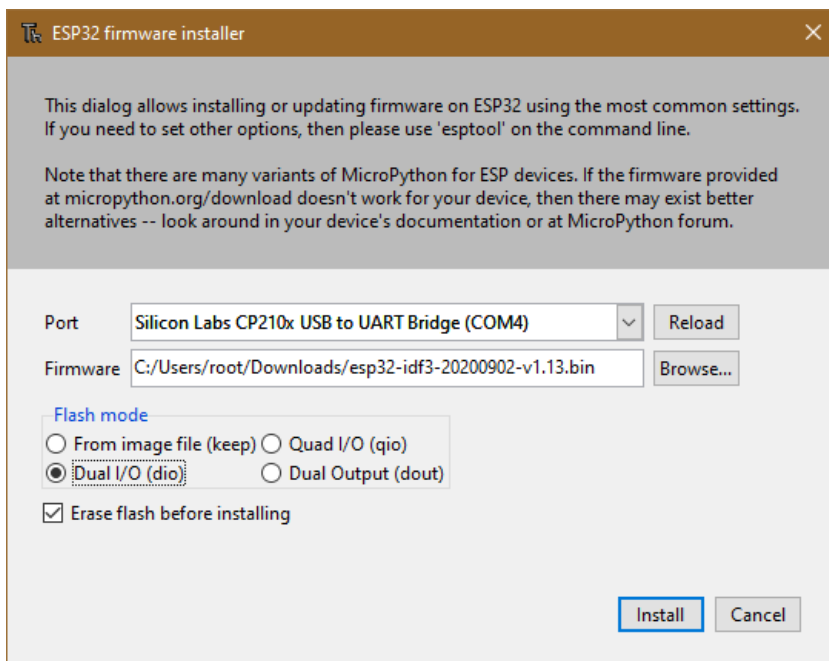 ESP32 firmware installer
This dialog allows installing or updating firmware on ESP32 using the most common settings.
If you need to set other options, then please use 'esptool' on the command line.
Note that there are many variants of MicroPython for ESP devices. If the firmware provided
at micropython.org/download doesn't work for your device, then there may exist better
alternatives -- look around in your device's documentation or at MicroPython forum.
Port Silicon Labs CP210x USB to UART Bridge (COM4) Reload
Firmware C:/Users/root/Downloads/esp32-idf3-20200902-v1.13.bin Browse...
Flash mode
From image file (keep) Quad I/O (qio)
Dual I/O (dio) Dual Output (dout)
Erase flash before installing
Install Cancel